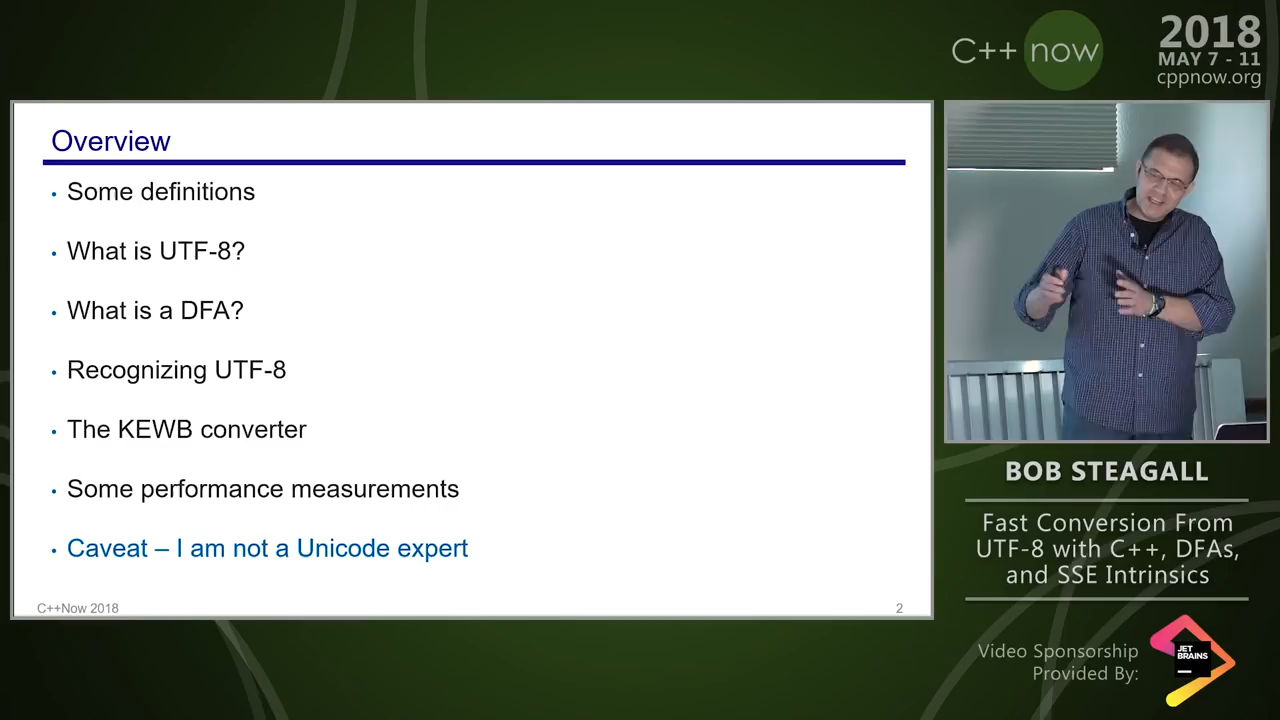 C++ now
2018
MAY 7 - 11
cppnow.org
Overview
• Some definitions
• What is UTF-8?
• What is a DFA?
• Recognizing UTF-8
• The KEWB converter
• Some performance measurements
• Caveat – I am not a Unicode expert
C++Now 2018
2
BOB STEAGALL
Fast Conversion From
UTF-8 with C++, DFAs,
and SSE Intrinsics
Video Sponsorship
Provided By:
JET
BRAINS